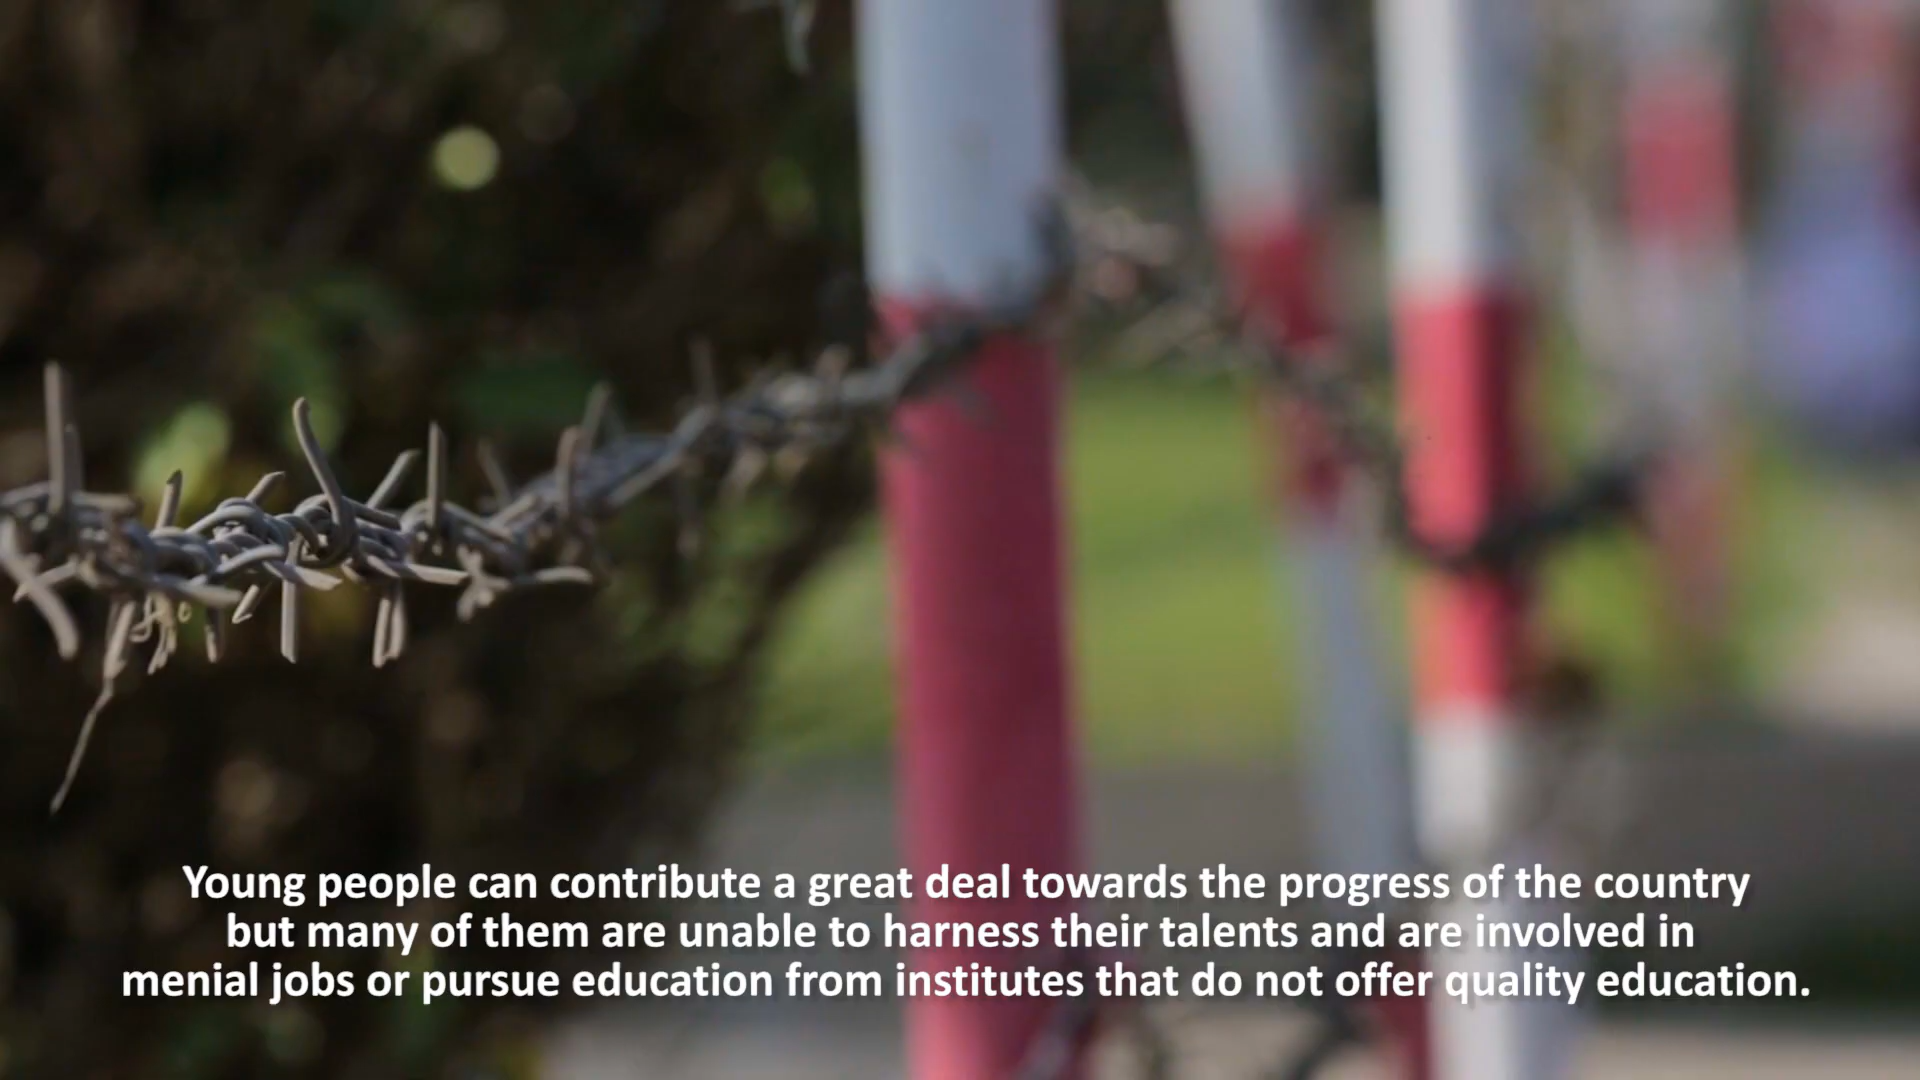 Young people can contribute a great deal towards the progress of the country
but many of them are unable to harness their talents and are involved in
menial jobs or pursue education from institutes that do not offer quality education.